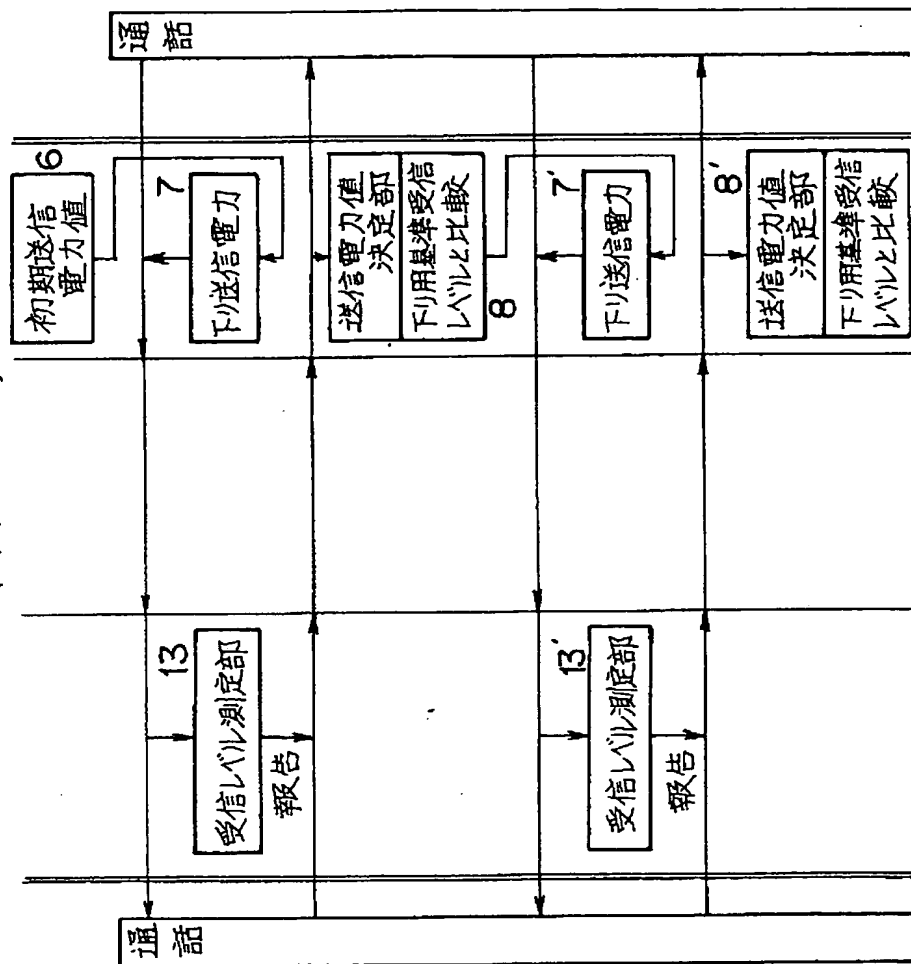 通話
初期送信
電力値
6
7
下り送信電力
送信電力値
決定部
下り用基準受信
レベルと比較
8
7'
下り送信電力
8'
送信電力値
決定部
下り用基準受信
レベルと比較
13
受信レベル測定部
報告
13'
受信レベル測定部
報告
通話